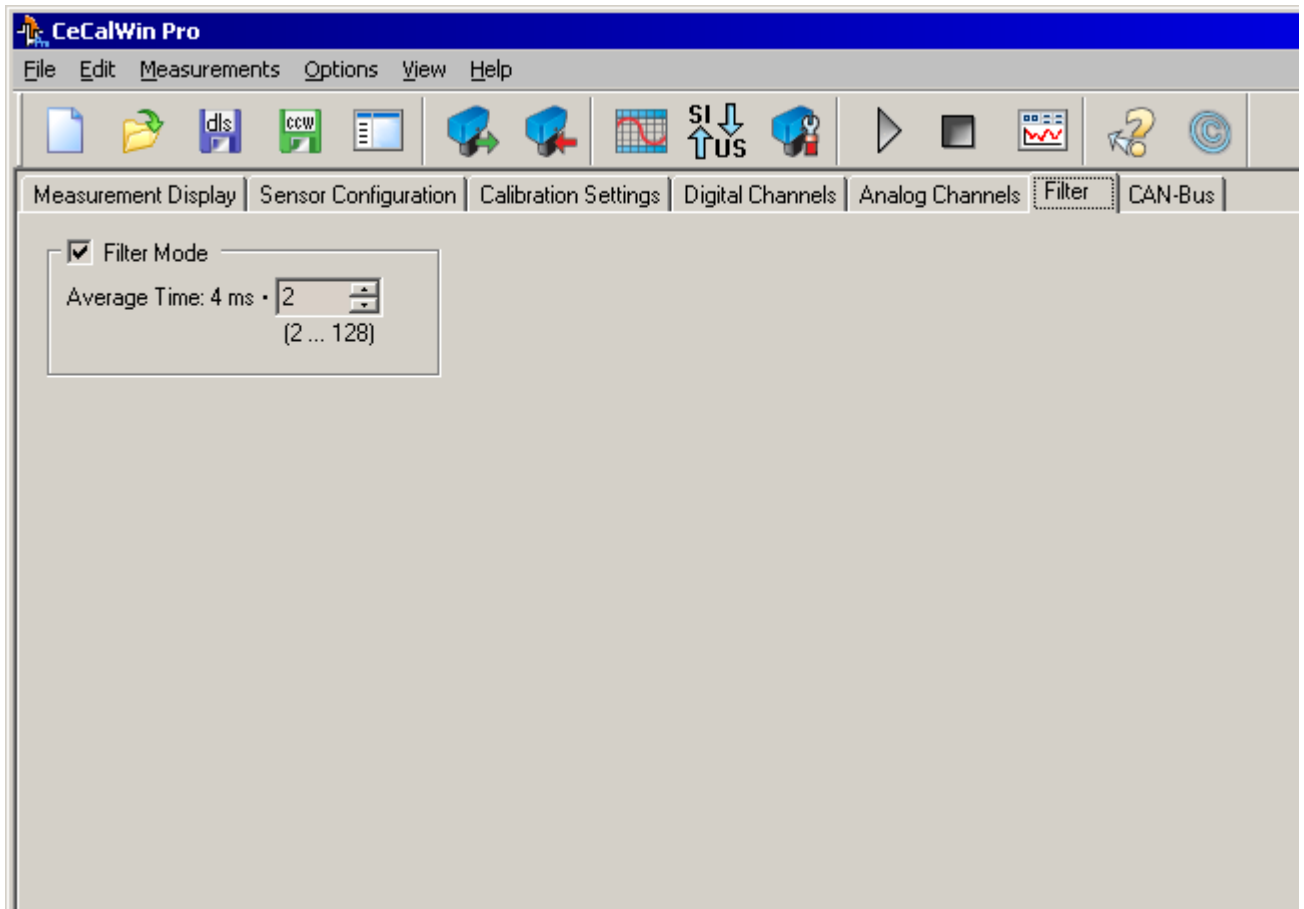 CeCalWin Pro
File Edit Measurements Options View Help
dls ccw SI US ?  ©
Measurement Display Sensor Configuration Calibration Settings Digital Channels Analog Channels Filter CAN-Bus
Filter Mode
Average Time: 4 ms • 2
(2 ... 128)